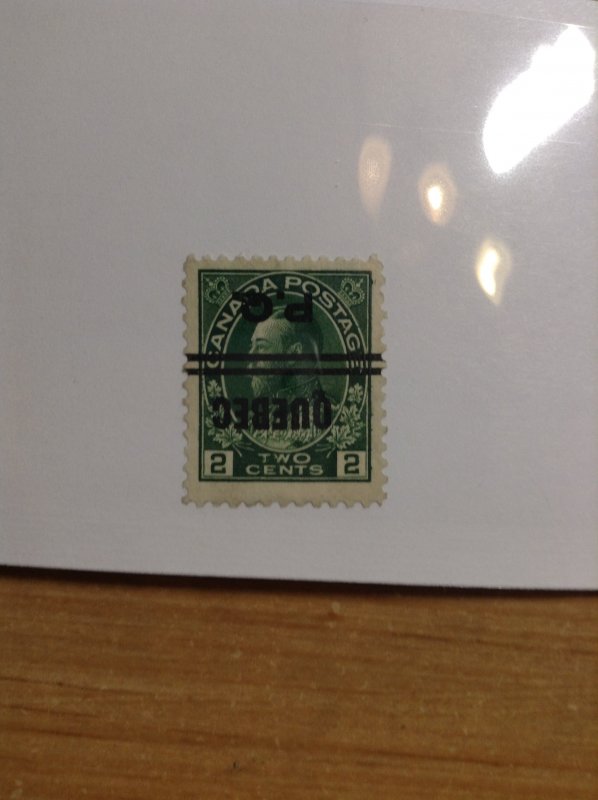 CANADA POSTAGE
P.Q.
QUEBEC
2 TWO CENTS 2